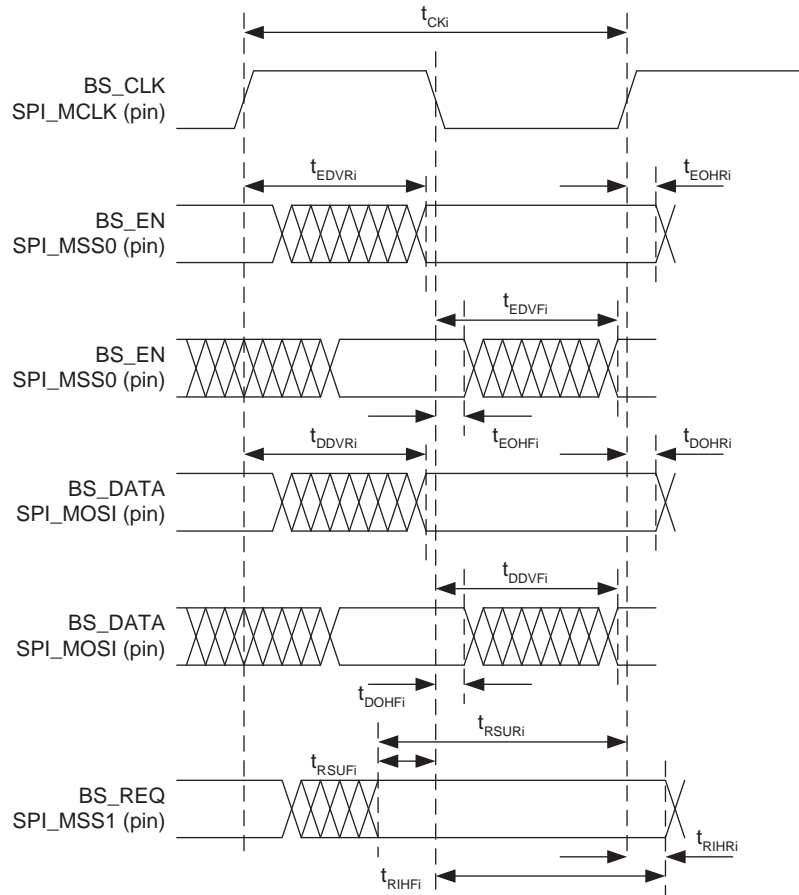 tCKi
BS_CLK
SPI_MCLK (pin)
tEDVRi
tEOHRi
BS_EN
SPI_MSS0 (pin)
tEDVFi
BS_EN
SPI_MSS0 (pin)
tEOHFi
tDDVRi
tDOHRi
BS_DATA
SPI_MOSI (pin)
tDDVFi
BS_DATA
SPI_MOSI (pin)
tDOHFi
tRSURi
tRSUFi
BS_REQ
SPI_MSS1 (pin)
tRIHRi
tRIHFi